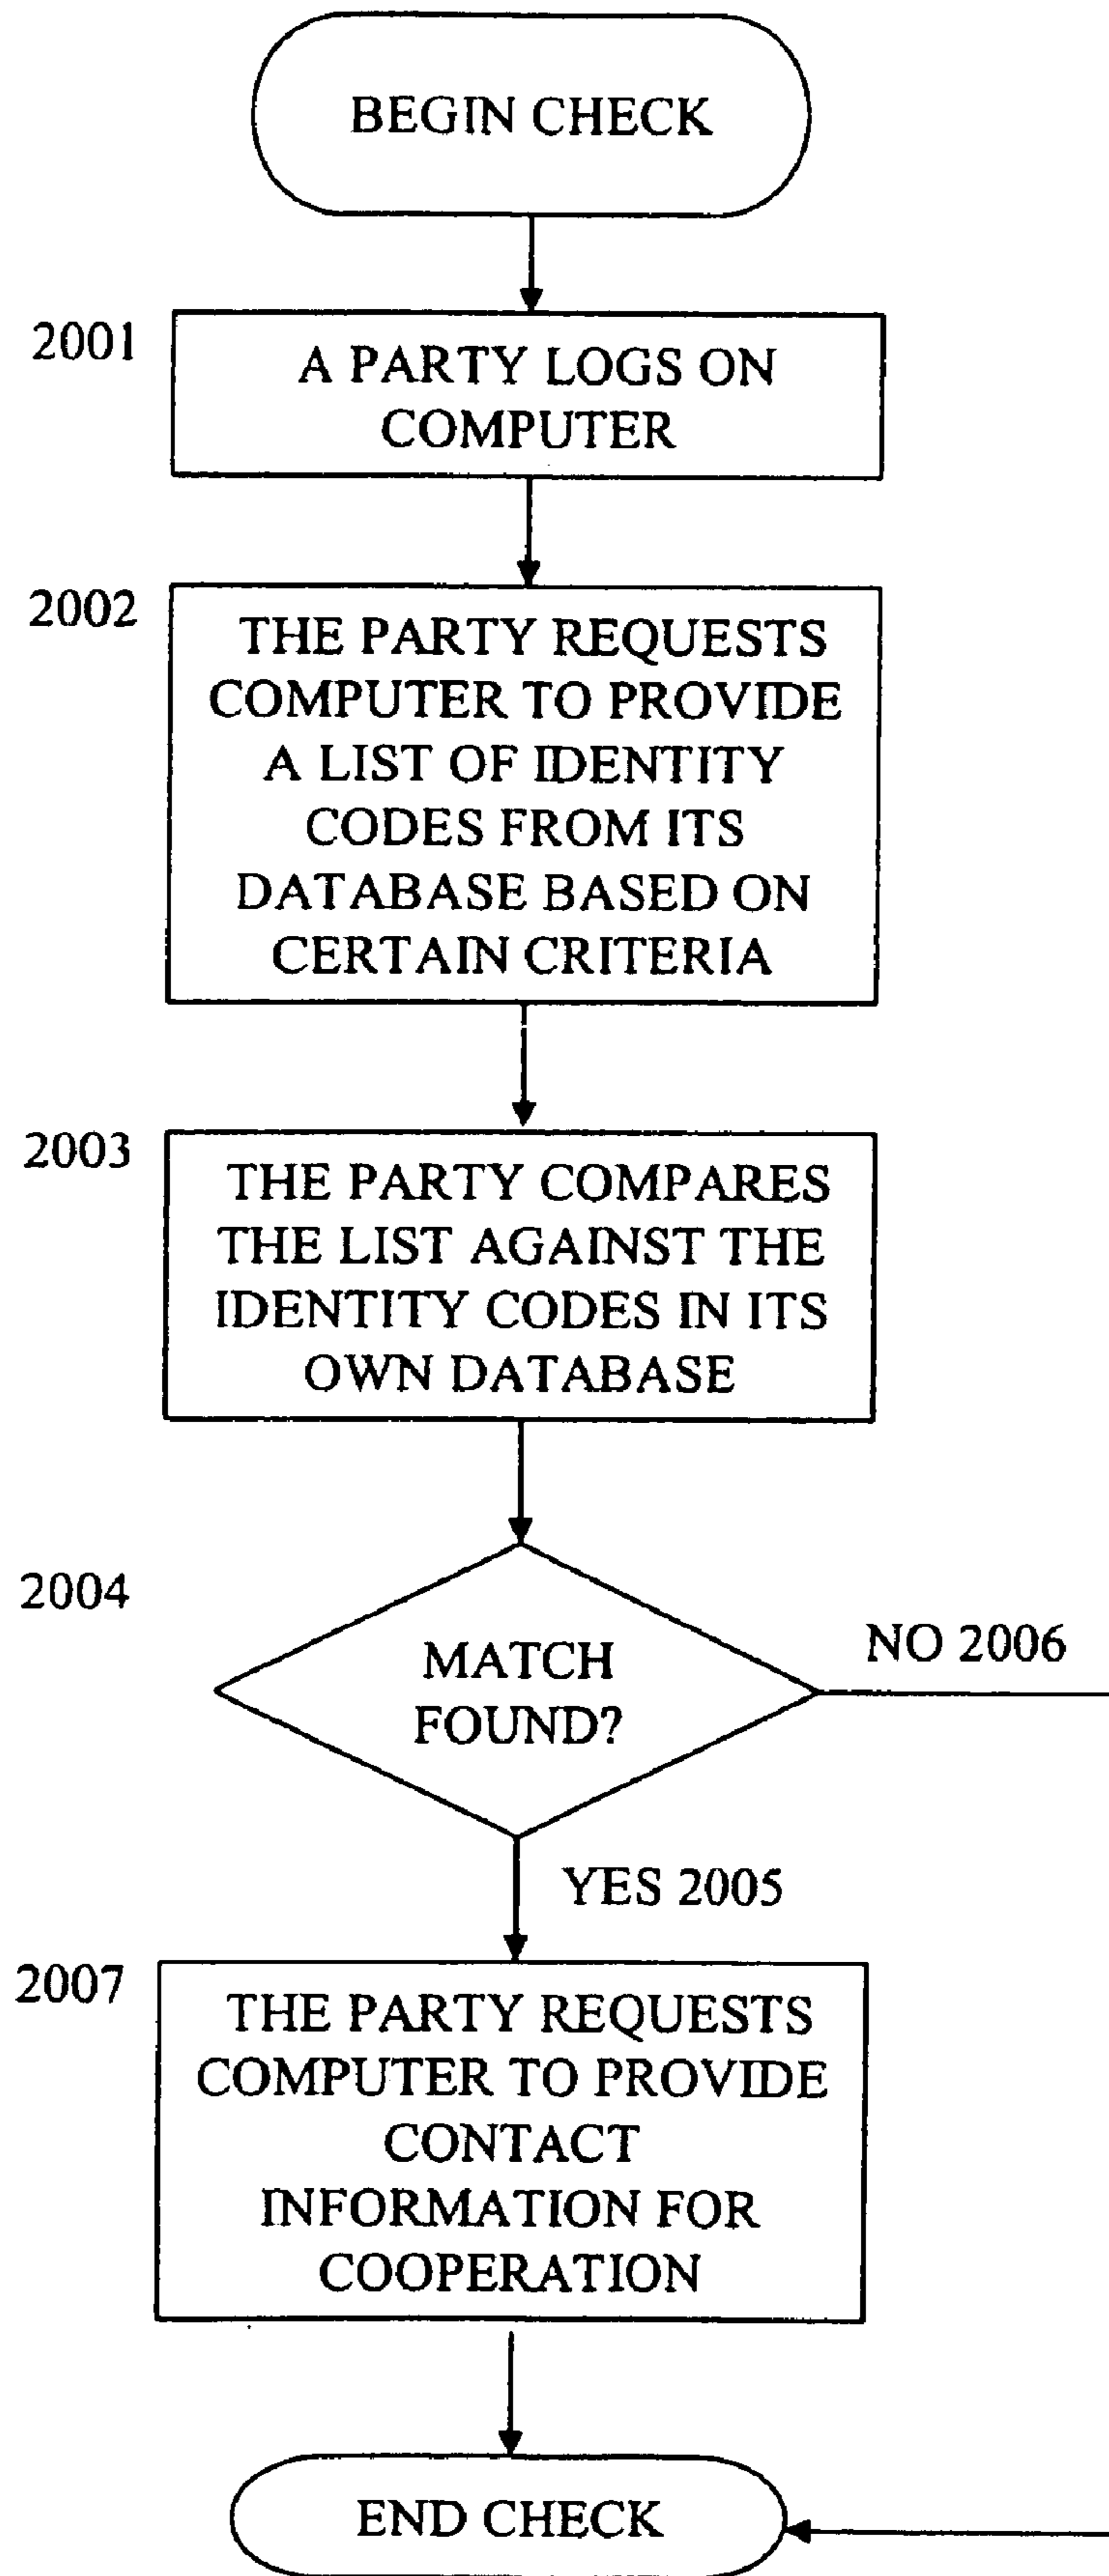 BEGIN CHECK
2001
A PARTY LOGS ON
COMPUTER
2002
THE PARTY REQUESTS
COMPUTER TO PROVIDE
A LIST OF IDENTITY
CODES FROM ITS
DATABASE BASED ON
CERTAIN CRITERIA
2003
THE PARTY COMPARES
THE LIST AGAINST THE
IDENTITY CODES IN ITS
OWN DATABASE
2004
MATCH
FOUND?
NO 2006
YES 2005
2007
THE PARTY REQUESTS
COMPUTER TO PROVIDE
CONTACT
INFORMATION FOR
COOPERATION
END CHECK